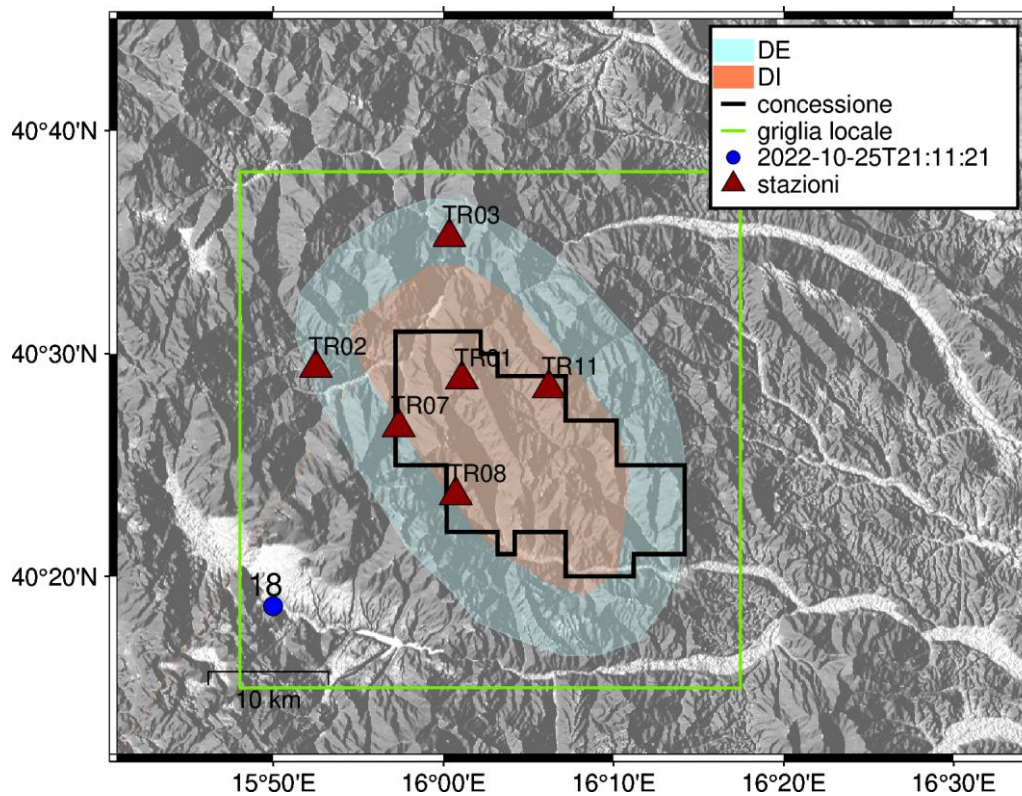 DE
DI
concessione
griglia locale
2022-10-25T21:11:21
stazioni
40°40'N
TR03
40°30'N
TR02
TR01
TR11
TR07
TR08
40°20'N
18
10 km
15°50'E
16°00'E
16°10'E
16°20'E
16°30'E